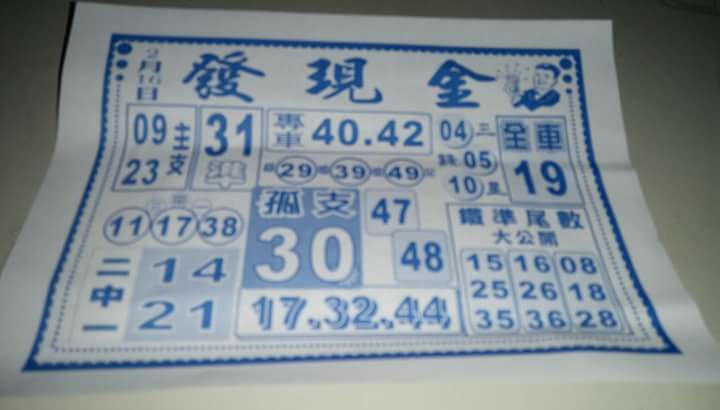 2月16日
發現金
09 主支 23
31 準
專車 40.42
04 05 10
全車 19
29 39 49
11 17 38
孤支 30
47
48
鐵準尾數
大公開
15 16 08
25 26 18
35 36 28
二中一 14 21
17.32.44